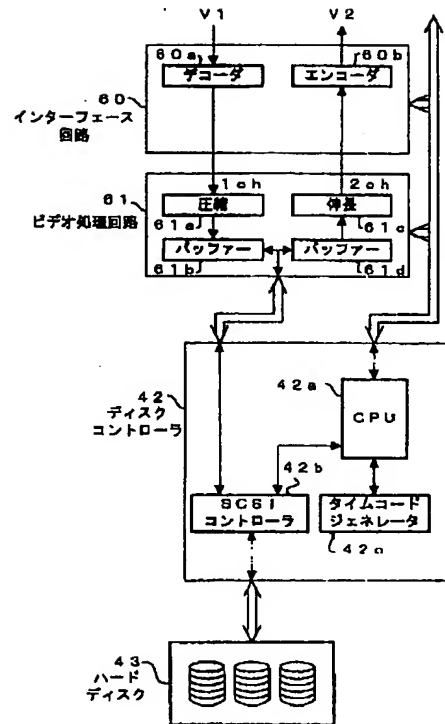 V1
V2
60a
60b
デコーダ
エンコーダ
60
インターフェース
回路
1ch
2ch
圧縮
伸長
61
ビデオ処理回路
61a
61c
バッファー
バッファー
61b
61d
42
ディスク
コントローラ
42a
CPU
42b
SCSI
コントローラ
タイムコード
ジェネレータ
42c
43
ハード
ディスク